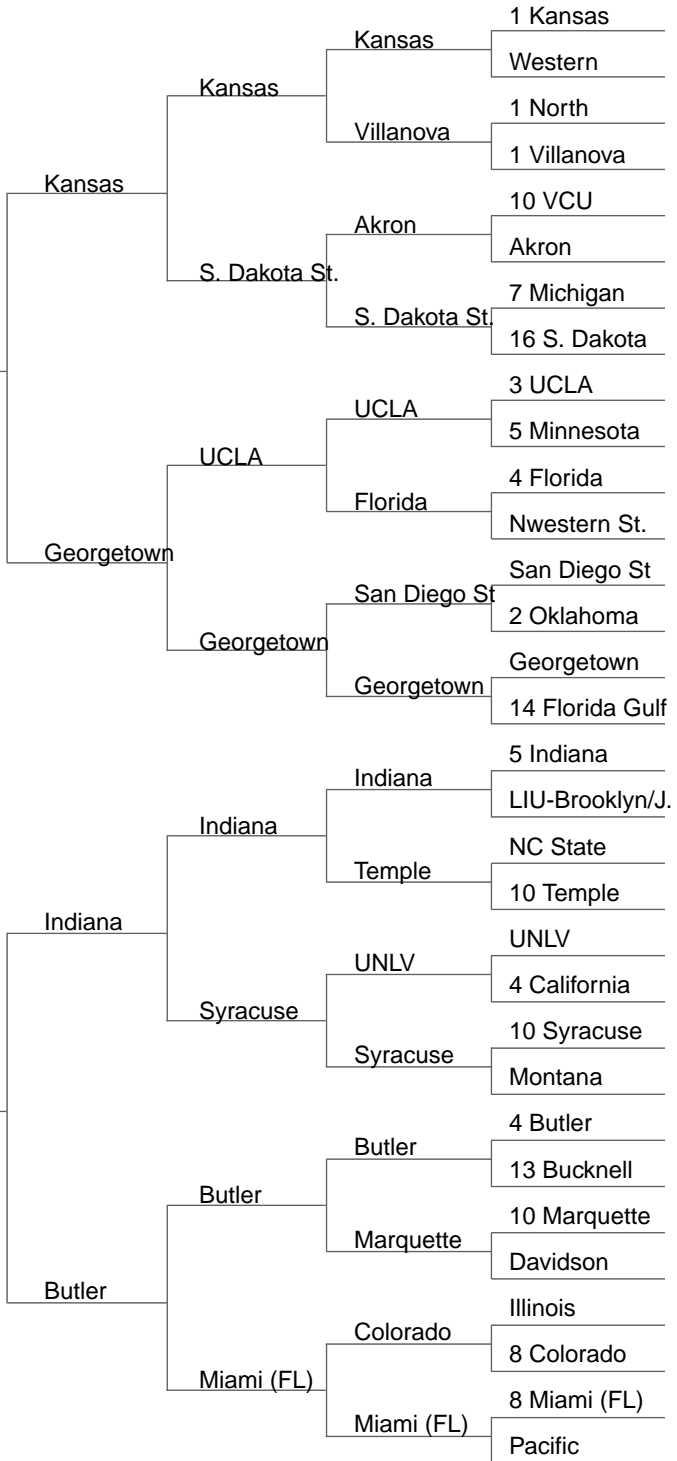 1 Kansas
Kansas
Western
Kansas
1 North
Villanova
1 Villanova
Kansas
10 VCU
Akron
Akron
S. Dakota St.
7 Michigan
S. Dakota St.
16 S. Dakota
3 UCLA
UCLA
5 Minnesota
UCLA
4 Florida
Florida
Nwestern St.
Georgetown
San Diego St
San Diego St
2 Oklahoma
Georgetown
Georgetown
Georgetown
14 Florida Gulf
5 Indiana
Indiana
LIU-Brooklyn/J.
Indiana
NC State
Temple
10 Temple
Indiana
UNLV
UNLV
4 California
Syracuse
10 Syracuse
Syracuse
Montana
4 Butler
Butler
13 Bucknell
Butler
10 Marquette
Marquette
Davidson
Butler
Illinois
Colorado
8 Colorado
Miami (FL)
8 Miami (FL)
Miami (FL)
Pacific